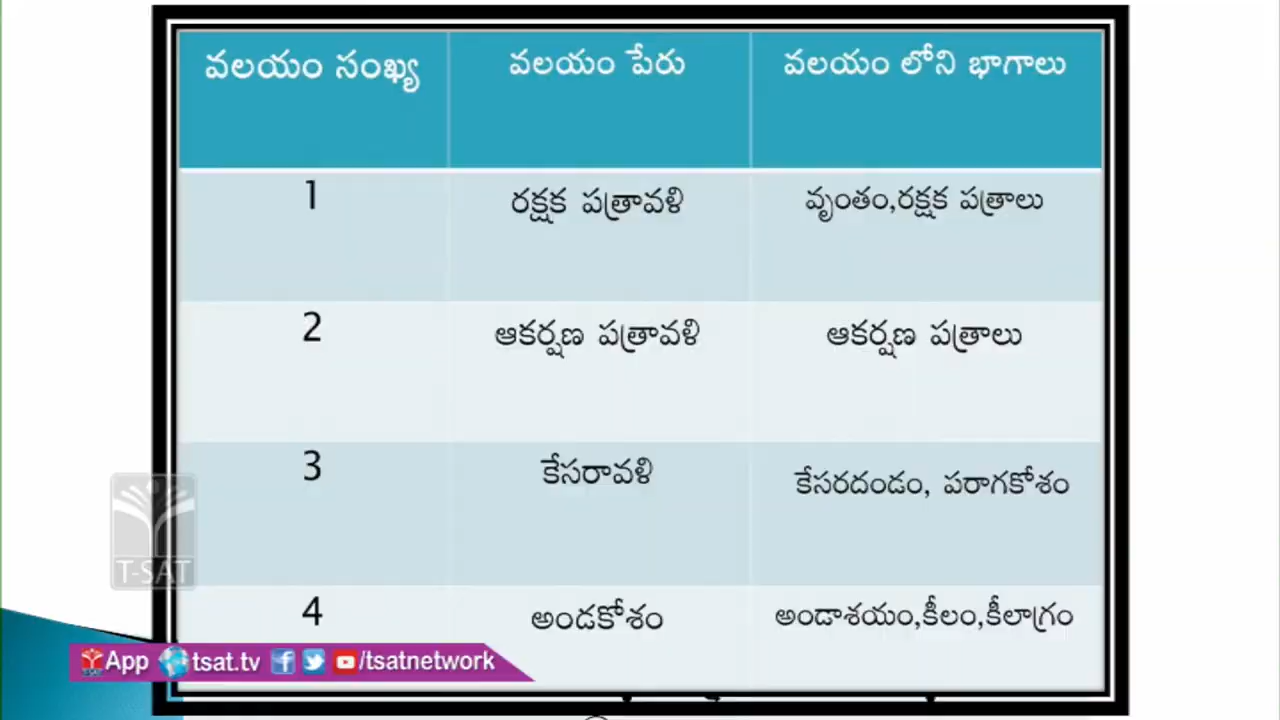 వలయం సంఖ్య వలయం పేరు వలయం లోని భాగాలు
1 రక్షక పత్రావళి వృంతం,రక్షక పత్రాలు
2 ఆకర్షణ పత్రావళి ఆకర్షణ పత్రాలు
3 కేసరావళి కేసరదండం, పరాగకోశం
4 అండకోశం అండాశయం,కీలం,కీలాగ్రం
T-SAT
App tsat.tv /tsatnetwork